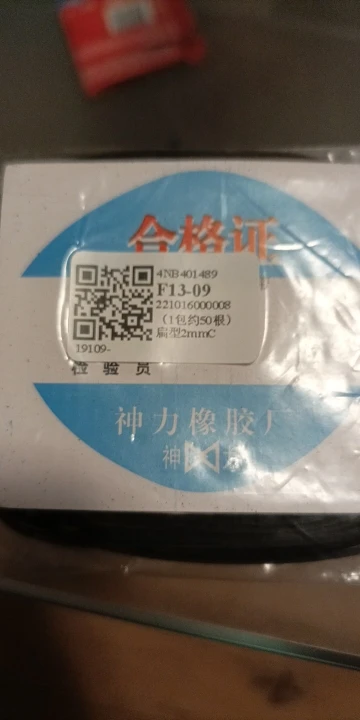 合格证
4NB401489
F13-09
221016000008
（1包约50根）
扁型2mmC
19109-
检 验 员
神力橡胶厂
神